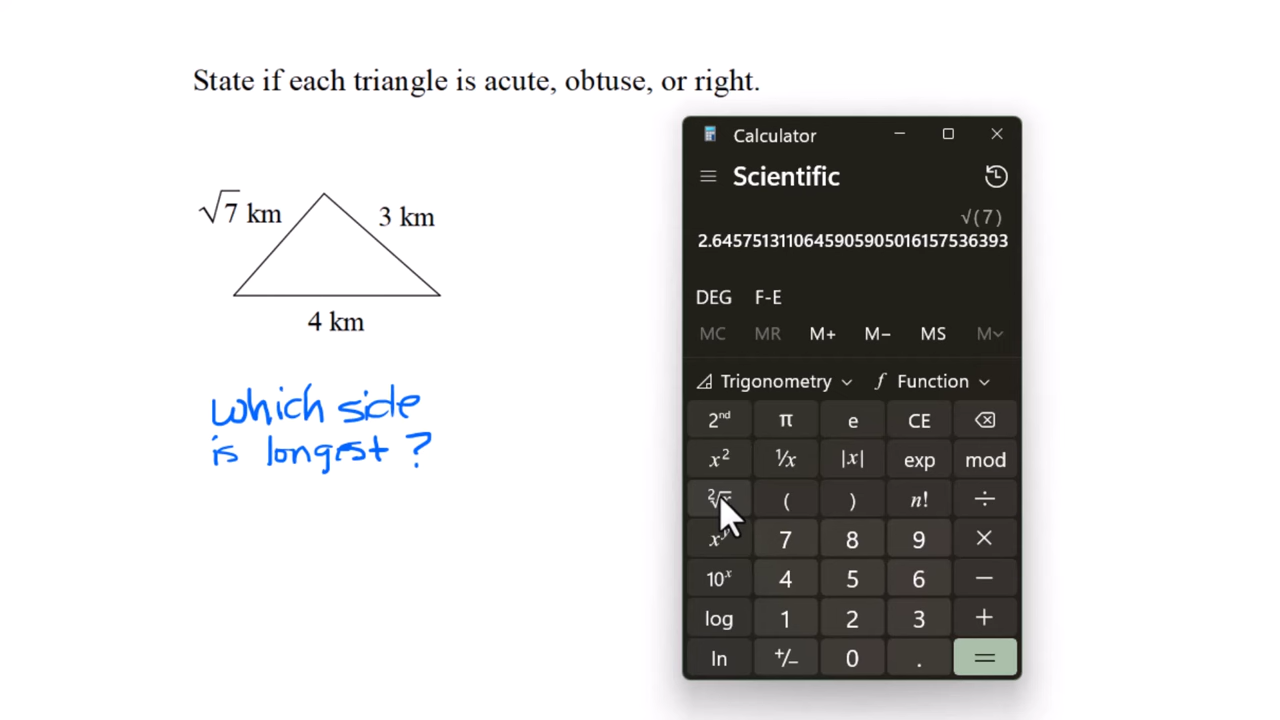 State if each triangle is acute, obtuse, or right.
√7 km
3 km
4 km
which side
is longest ?
Calculator
Scientific
√(7)
2.6457513110645905905016157536393
DEG F-E
MC MR M+ M− MS M
Trigonometry f Function
2nd π e CE
x² ¹/x |x| exp mod
²√x ( ) n! ÷
7 8 9 ×
10ˣ 4 5 6 −
log 1 2 3 +
ln +/− 0 . =